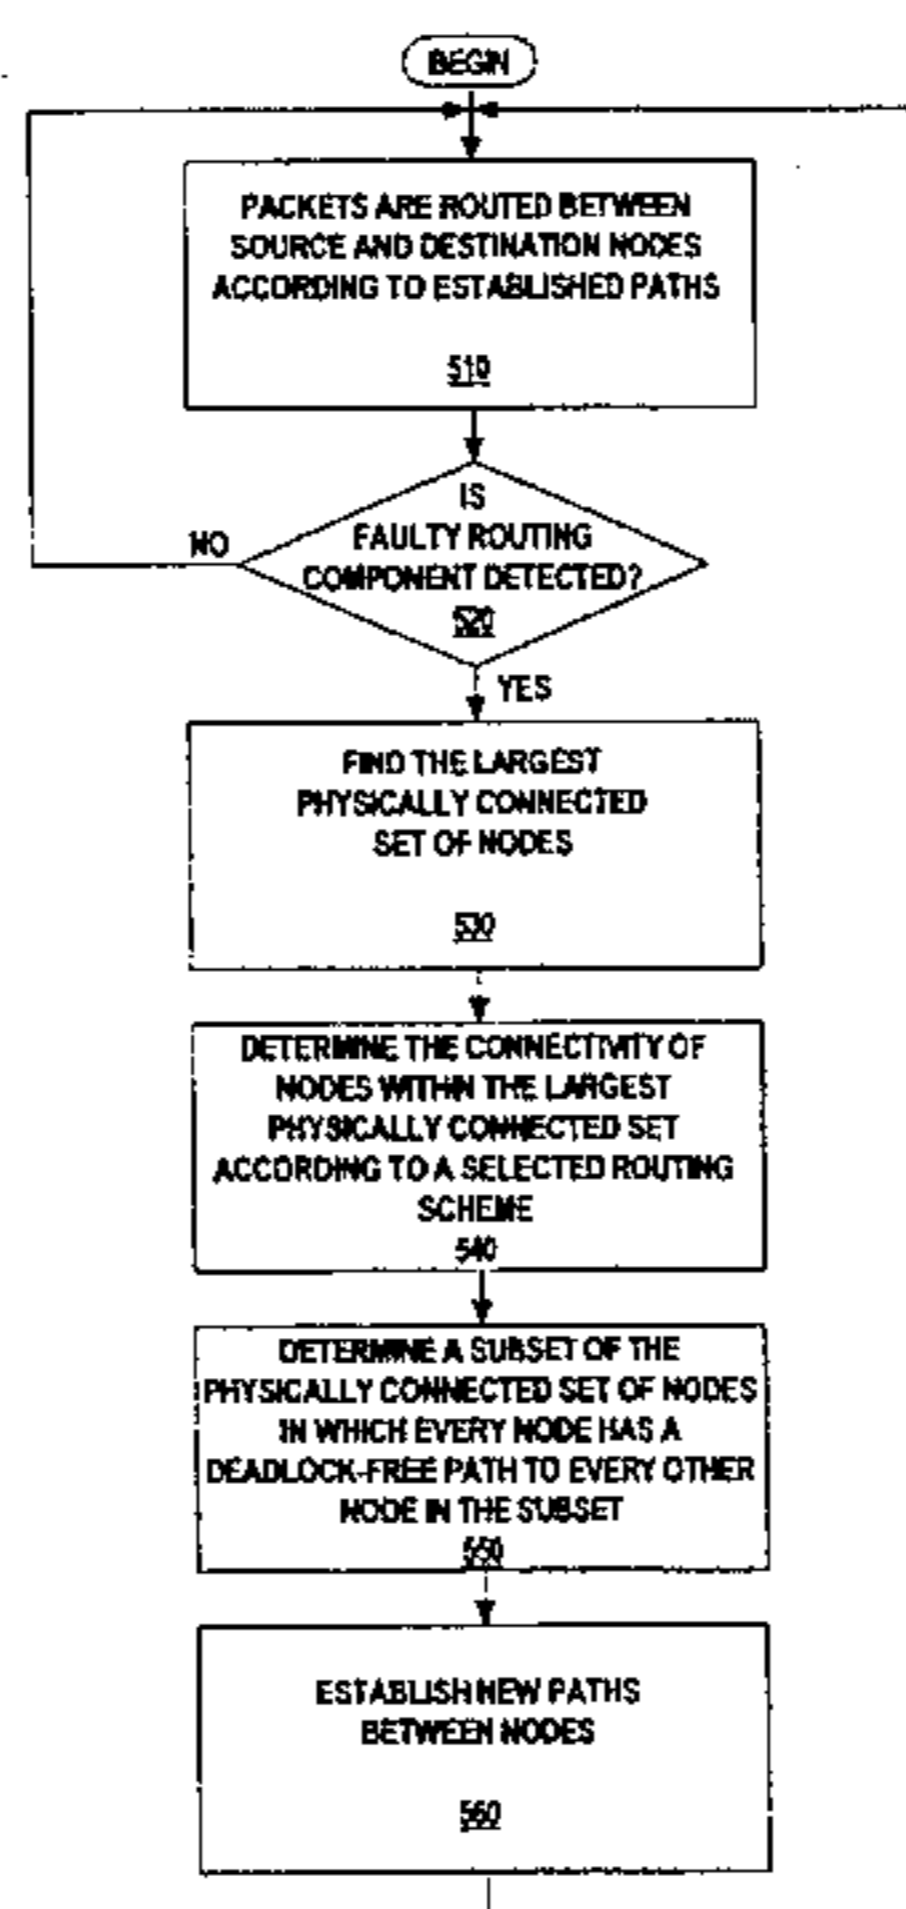 BEGIN
PACKETS ARE ROUTED BETWEEN
SOURCE AND DESTINATION NODES
ACCORDING TO ESTABLISHED PATHS
510
IS
FAULTY ROUTING
COMPONENT DETECTED?
520
NO
YES
FIND THE LARGEST
PHYSICALLY CONNECTED
SET OF NODES
530
DETERMINE THE CONNECTIVITY OF
NODES WITHIN THE LARGEST
PHYSICALLY CONNECTED SET
ACCORDING TO A SELECTED ROUTING
SCHEME
540
DETERMINE A SUBSET OF THE
PHYSICALLY CONNECTED SET OF NODES
IN WHICH EVERY NODE HAS A
DEADLOCK-FREE PATH TO EVERY OTHER
NODE IN THE SUBSET
550
ESTABLISH NEW PATHS
BETWEEN NODES
560